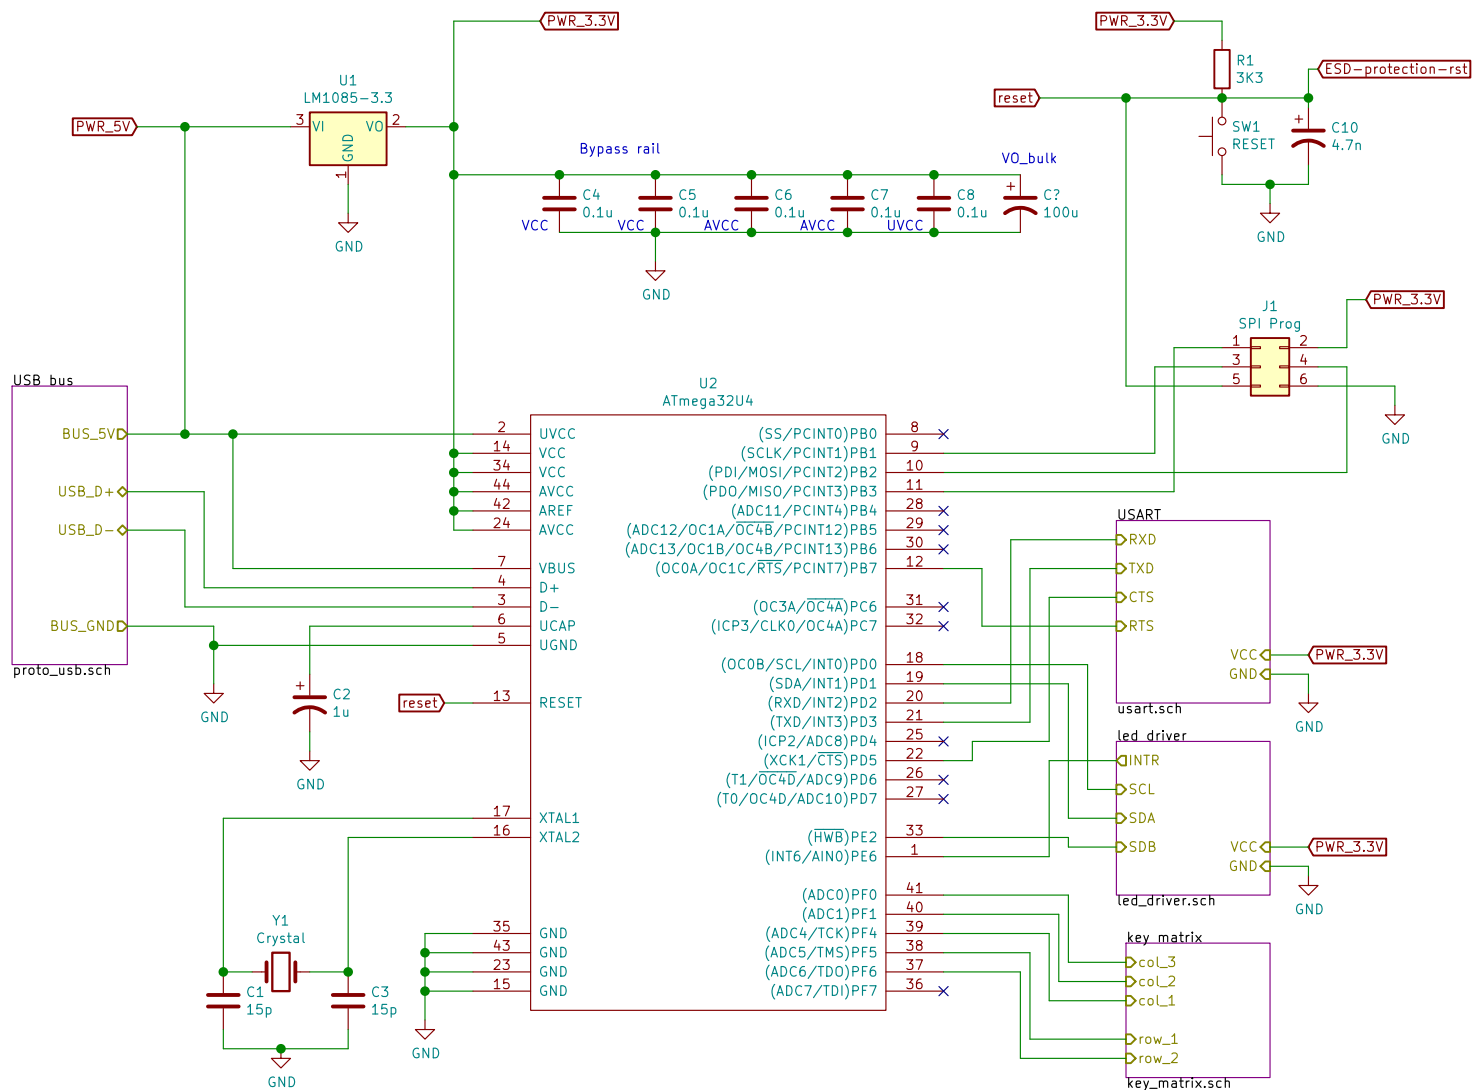 PWR_3.3V
PWR_3.3V
R1
3K3
ESD-protection-rst
reset
U1
LM1085-3.3
PWR_5V
3 VI VO 2
GND
1
GND
Bypass rail
VO_bulk
SW1
RESET
+
C10
4.7n
GND
C4
0.1u
C5
0.1u
C6
0.1u
C7
0.1u
C8
0.1u
+
C?
100u
VCC
VCC
AVCC
AVCC
UVCC
GND
J1
SPI Prog
PWR_3.3V
1 2
3 4
5 6
GND
USB bus
BUS_5V
USB_D+
USB_D-
BUS_GND
proto_usb.sch
GND
U2
ATmega32U4
2 UVCC
14 VCC
34 VCC
44 AVCC
42 AREF
24 AVCC
7 VBUS
4 D+
3 D-
6 UCAP
5 UGND
13 RESET
17 XTAL1
16 XTAL2
35 GND
43 GND
23 GND
15 GND
(SS/PCINT0)PB0 8
(SCLK/PCINT1)PB1 9
(PDI/MOSI/PCINT2)PB2 10
(PDO/MISO/PCINT3)PB3 11
(ADC11/PCINT4)PB4 28
(ADC12/OC1A/OC4B/PCINT12)PB5 29
(ADC13/OC1B/OC4B/PCINT13)PB6 30
(OC0A/OC1C/RTS/PCINT7)PB7 12
(OC3A/OC4A)PC6 31
(ICP3/CLK0/OC4A)PC7 32
(OC0B/SCL/INT0)PD0 18
(SDA/INT1)PD1 19
(RXD/INT2)PD2 20
(TXD/INT3)PD3 21
(ICP2/ADC8)PD4 25
(XCK1/CTS)PD5 22
(T1/OC4D/ADC9)PD6 26
(T0/OC4D/ADC10)PD7 27
(HWB)PE2 33
(INT6/AIN0)PE6 1
(ADC0)PF0 41
(ADC1)PF1 40
(ADC4/TCK)PF4 39
(ADC5/TMS)PF5 38
(ADC6/TDO)PF6 37
(ADC7/TDI)PF7 36
+
C2
1u
GND
reset
Y1
Crystal
C1
15p
C3
15p
GND
GND
USART
RXD
TXD
CTS
RTS
VCC
GND
PWR_3.3V
GND
usart.sch
led_driver
INTR
SCL
SDA
SDB
VCC
GND
PWR_3.3V
GND
led_driver.sch
key_matrix
col_3
col_2
col_1
row_1
row_2
key_matrix.sch